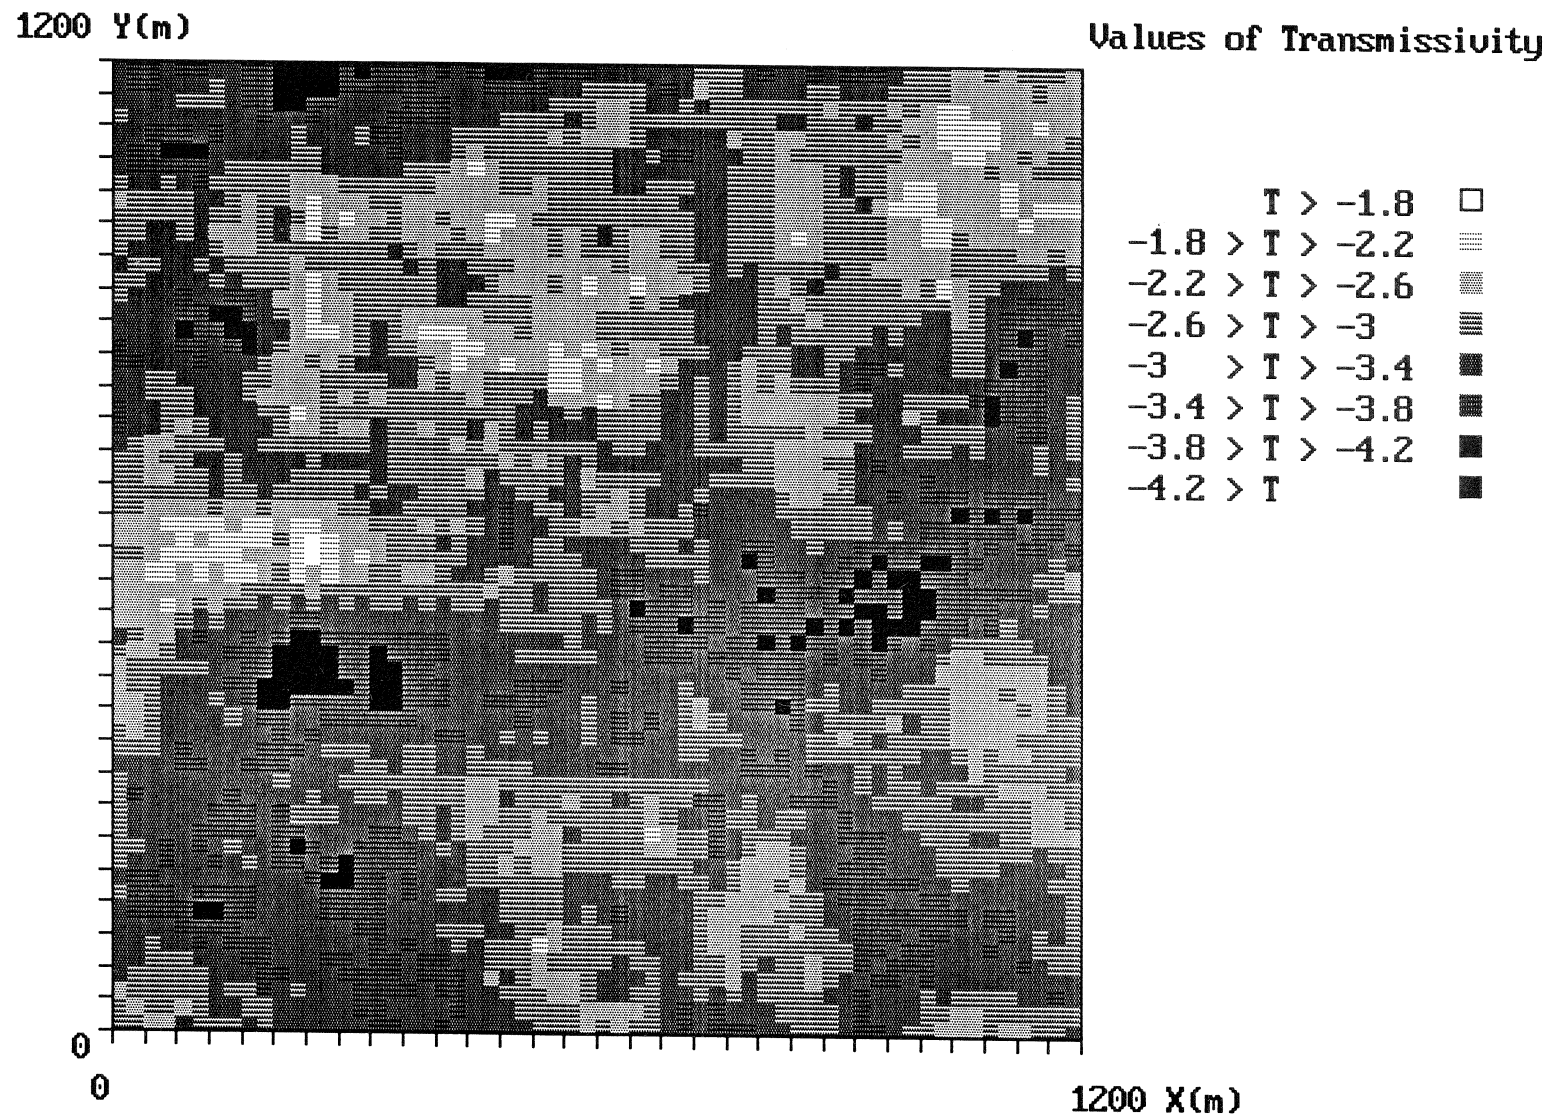 1200 Y(m)
Values of Transmissivity
T > -1.8
-1.8 > T > -2.2
-2.2 > T > -2.6
-2.6 > T > -3
-3 > T > -3.4
-3.4 > T > -3.8
-3.8 > T > -4.2
-4.2 > T
0
0
1200 X(m)